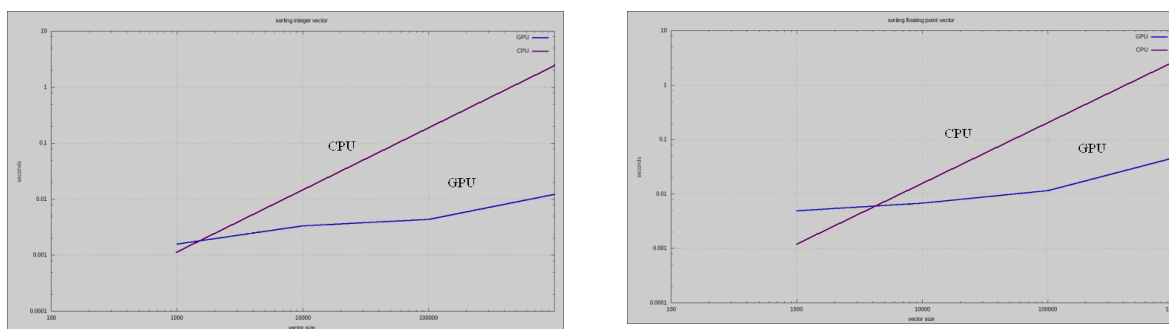 sorting integer vector
GPU
CPU
10
1
0.1
0.01
0.001
0.0001
seconds
CPU
GPU
100
1000
10000
100000
vector size
sorting floating point vector
GPU
CPU
10
1
0.1
0.01
0.001
0.0001
seconds
CPU
GPU
100
1000
10000
100000
vector size